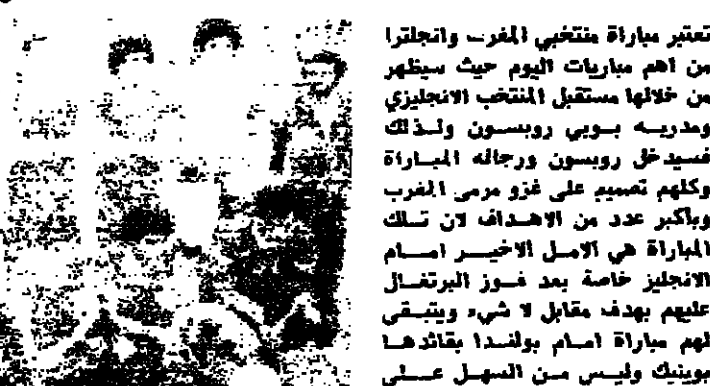 تعتبر مباراة منتخبي المغرب وانجلترا
من اهم مباريات اليوم حيث سيظهر
من خلالها مستقبل المنتخب الانجليزي
ومدربه بوبي روبسون ولذلك
فسيدخل روبسون ورجاله المباراة
وكلهم تصميم على غزو مرمى المغرب
وبأكبر عدد من الاهداف لان تلك
المباراة هي الامل الاخير امام
الانجليز خاصة بعد فوز البرتغال
عليهم بهدف مقابل لا شيء ويتبقى
لهم مباراة امام بولندا بقائدها
بوينيك وليس من السهل على